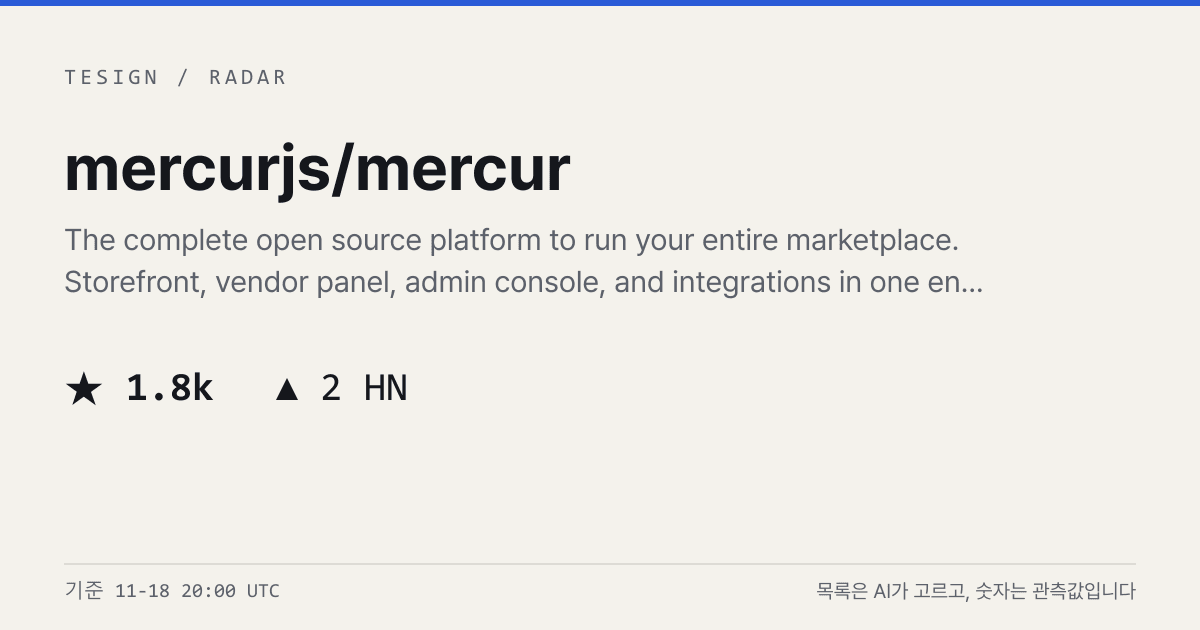 TESIGN / RADAR
mercurjs/mercur
The complete open source platform to run your entire marketplace.
Storefront, vendor panel, admin console, and integrations in one en...
★ 1.8k ▲ 2 HN
기준 11-18 20:00 UTC
목록은 AI가 고르고, 숫자는 관측값입니다